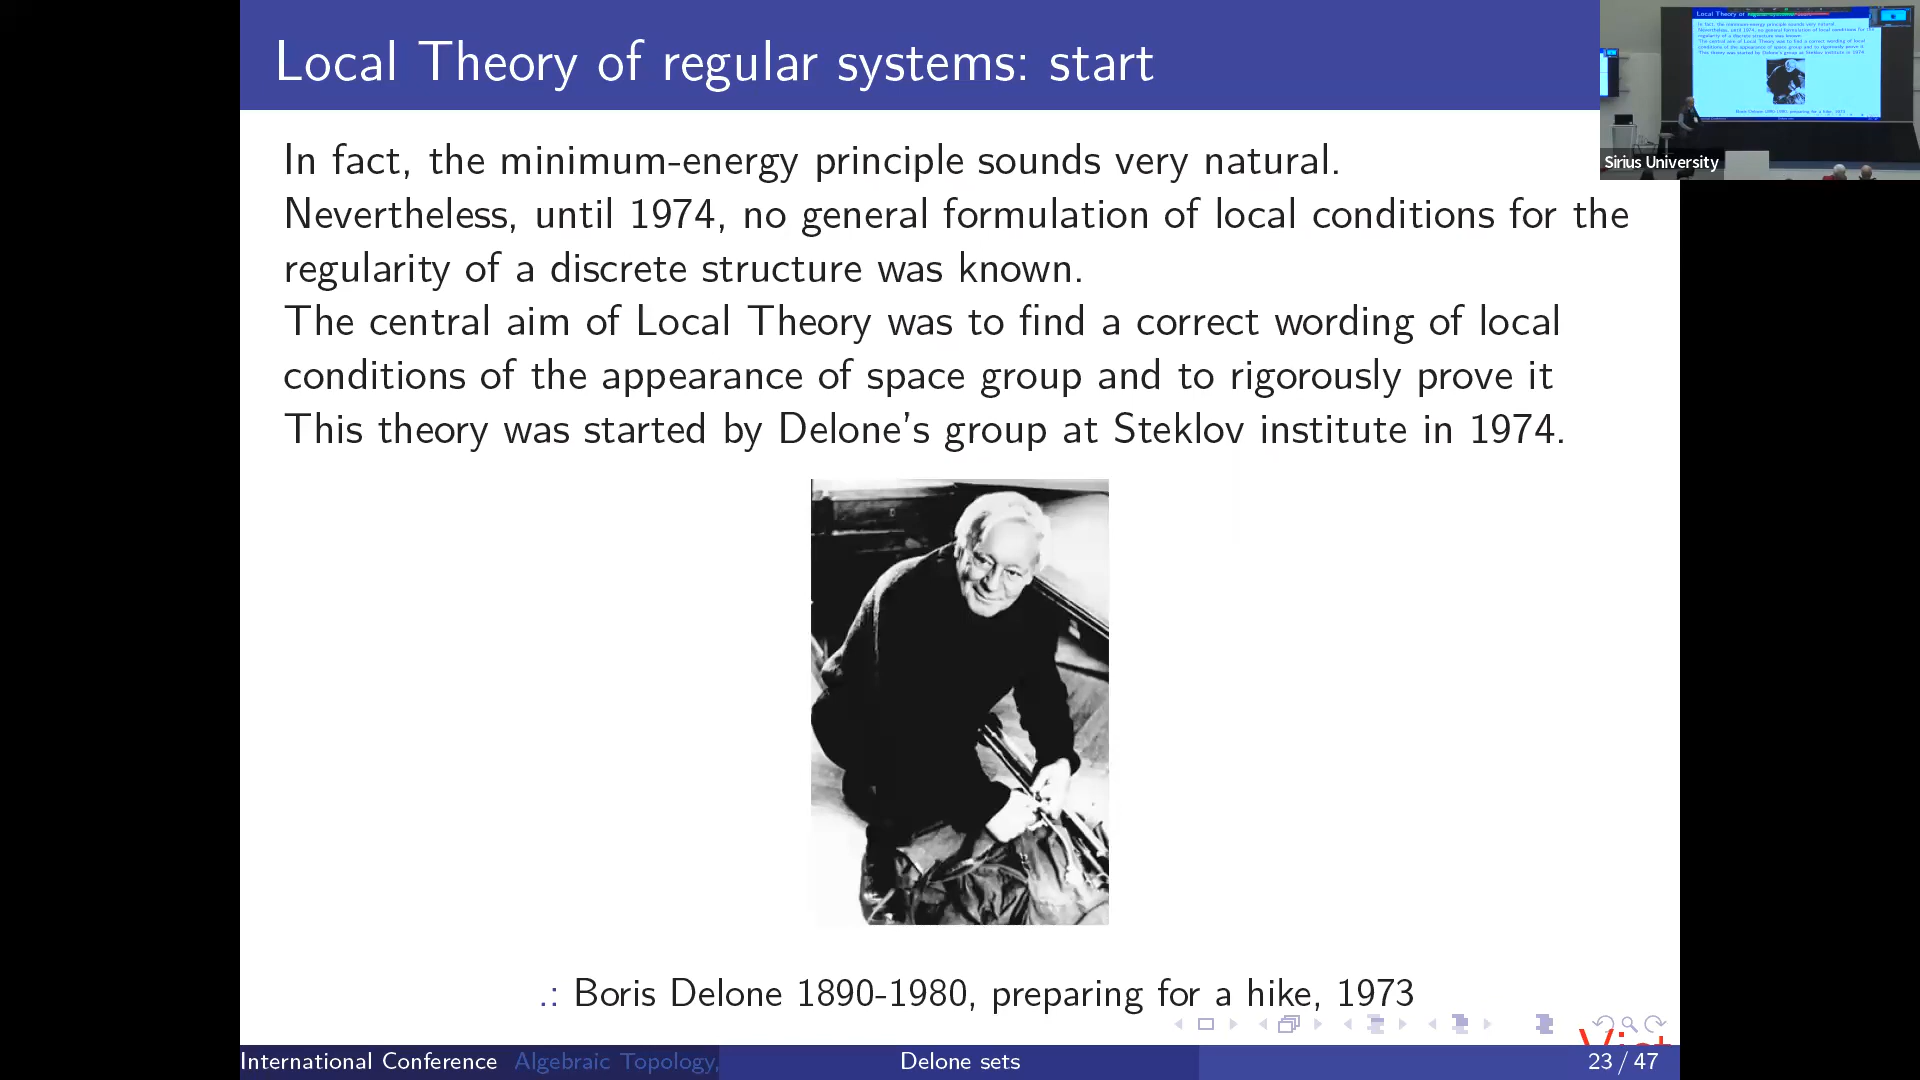 Local Theory of regular systems: start
In fact, the minimum-energy principle sounds very natural.
Nevertheless, until 1974, no general formulation of local conditions for the
regularity of a discrete structure was known.
The central aim of Local Theory was to find a correct wording of local
conditions of the appearance of space group and to rigorously prove it
This theory was started by Delone's group at Steklov institute in 1974.
Sirius University
.: Boris Delone 1890-1980, preparing for a hike, 1973
International Conference Algebraic Topology,
Delone sets
23 / 47